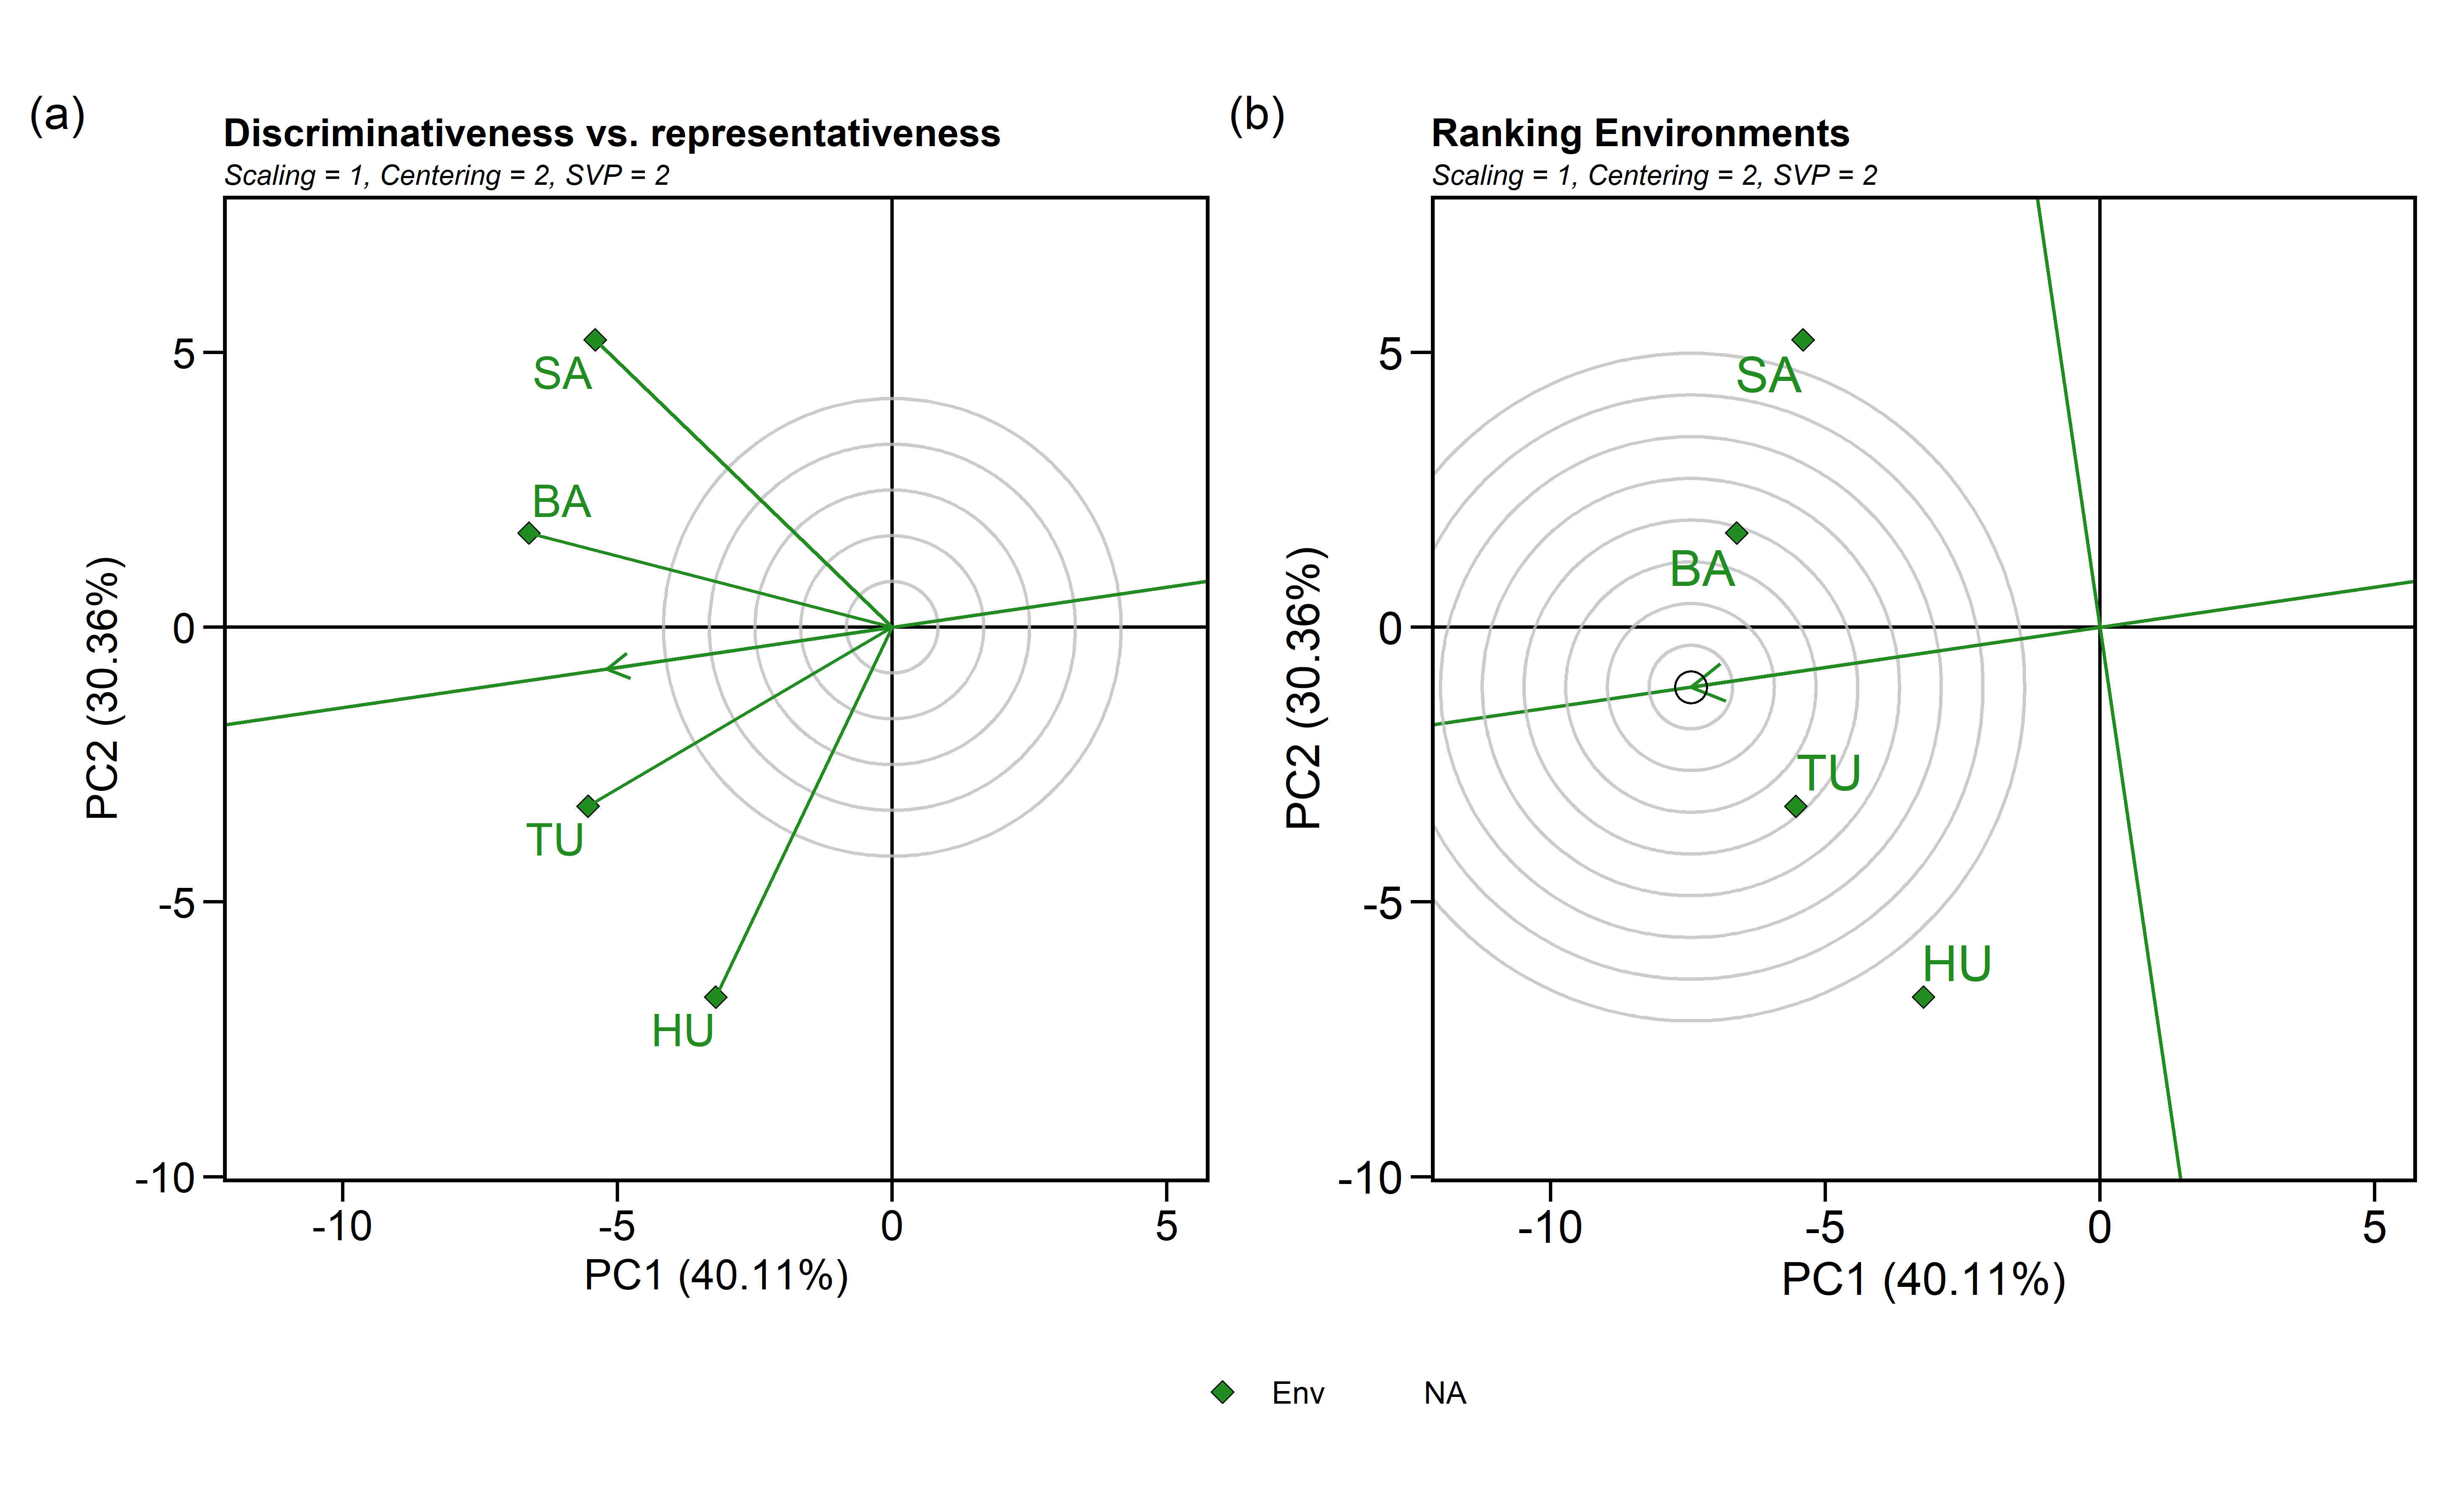 (a)
Discriminativeness vs. representativeness
Scaling = 1, Centering = 2, SVP = 2
SA
BA
TU
HU
5
0
-5
-10
-10
-5
0
5
PC2 (30.36%)
PC1 (40.11%)
(b)
Ranking Environments
Scaling = 1, Centering = 2, SVP = 2
SA
BA
TU
HU
5
0
-5
-10
-10
-5
0
5
PC2 (30.36%)
PC1 (40.11%)
Env NA